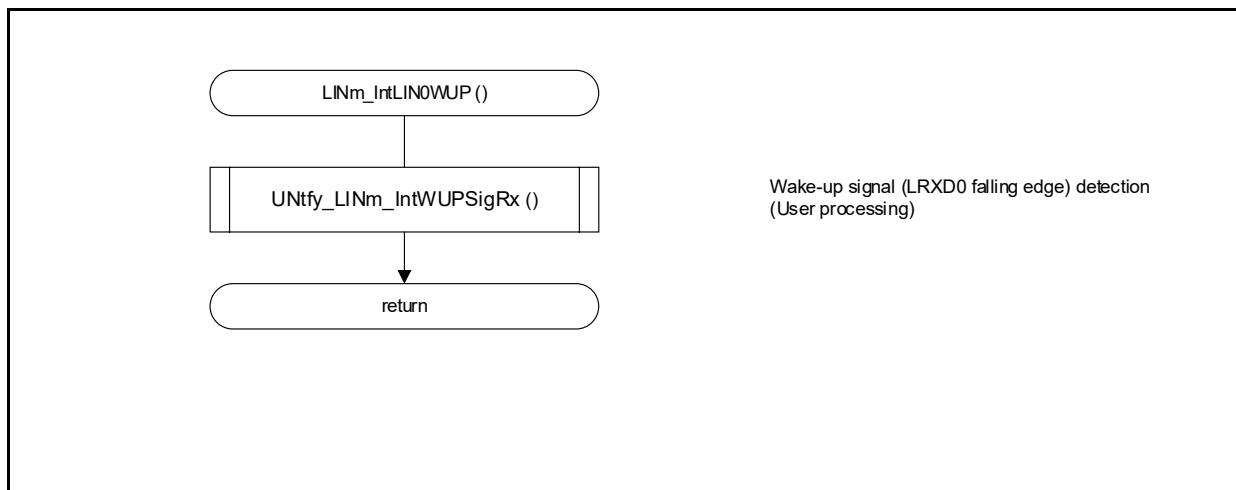 LINm_IntLIN0WUP ()
UNtfy_LINm_IntWUPSigRx ()
Wake-up signal (LRXD0 falling edge) detection
(User processing)
return